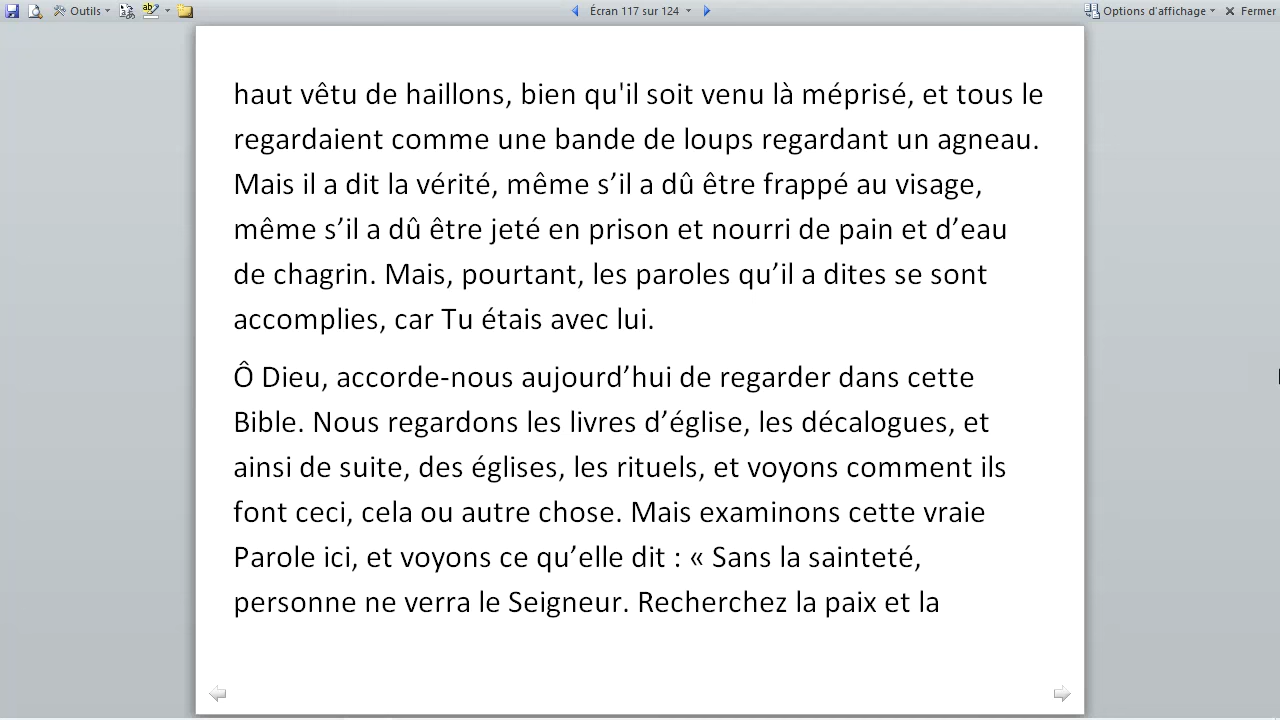 Outils
Écran 117 sur 124
Options d'affichage
Fermer
haut vêtu de haillons, bien qu'il soit venu là méprisé, et tous le
regardaient comme une bande de loups regardant un agneau.
Mais il a dit la vérité, même s’il a dû être frappé au visage,
même s’il a dû être jeté en prison et nourri de pain et d’eau
de chagrin. Mais, pourtant, les paroles qu’il a dites se sont
accomplies, car Tu étais avec lui.
Ô Dieu, accorde-nous aujourd’hui de regarder dans cette
Bible. Nous regardons les livres d’église, les décalogues, et
ainsi de suite, des églises, les rituels, et voyons comment ils
font ceci, cela ou autre chose. Mais examinons cette vraie
Parole ici, et voyons ce qu’elle dit : « Sans la sainteté,
personne ne verra le Seigneur. Recherchez la paix et la